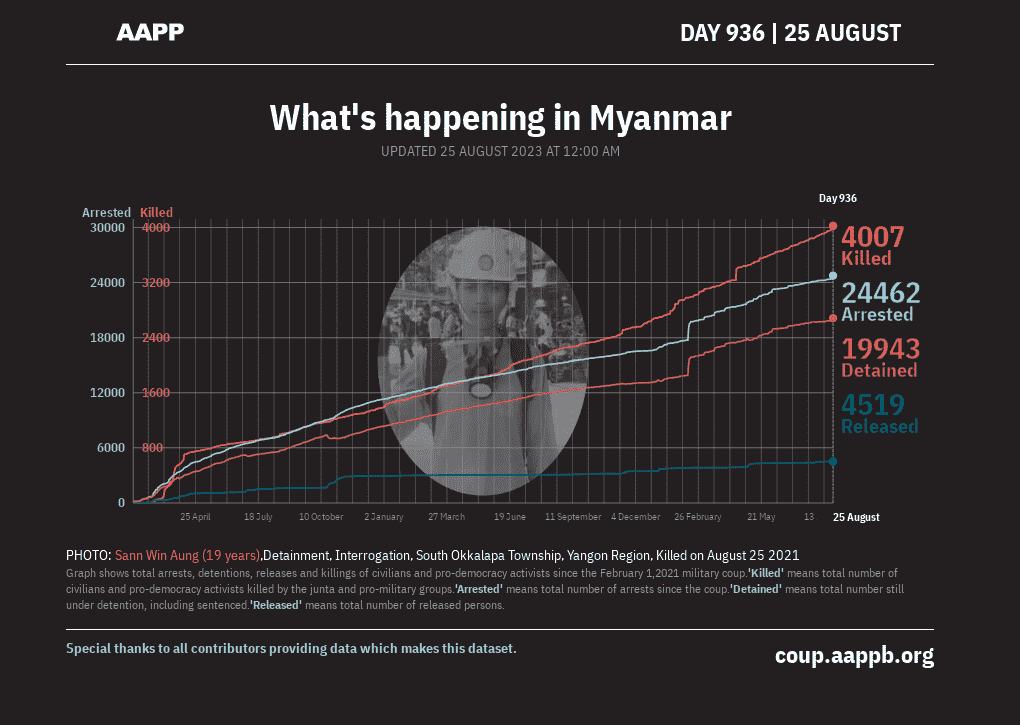 AAPP
DAY 936 | 25 AUGUST
What's happening in Myanmar
UPDATED 25 AUGUST 2023 AT 12:00 AM
Day 936
Arrested Killed
30000 4000
24000 3200
18000 2400
12000 1600
6000 800
0
4007
Killed
24462
Arrested
19943
Detained
4519
Released
25 April 18 July 10 October 2 January 27 March 19 June 11 September 4 December 26 February 21 May 13 25 August
PHOTO: Sann Win Aung (19 years),Detainment, Interrogation, South Okkalapa Township, Yangon Region, Killed on August 25 2021
Graph shows total arrests, detentions, releases and killings of civilians and pro-democracy activists since the February 1,2021 military coup.'Killed' means total number of
civilians and pro-democracy activists killed by the junta and pro-military groups.'Arrested' means total number of arrests since the coup.'Detained' means total number still
under detention, including sentenced.'Released' means total number of released persons.
Special thanks to all contributors providing data which makes this dataset.
coup.aappb.org